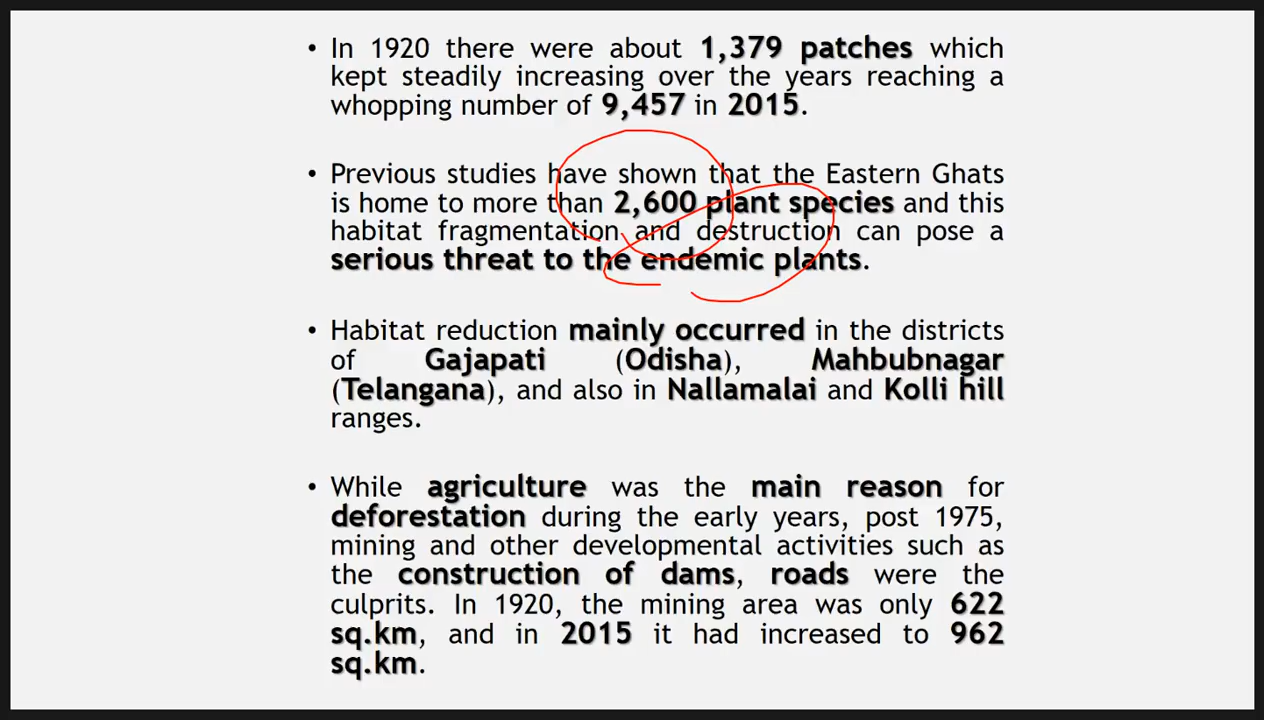 • In 1920 there were about 1,379 patches which
kept steadily increasing over the years reaching a
whopping number of 9,457 in 2015.
• Previous studies have shown that the Eastern Ghats
is home to more than 2,600 plant species and this
habitat fragmentation and destruction can pose a
serious threat to the endemic plants.
• Habitat reduction mainly occurred in the districts
of Gajapati (Odisha), Mahbubnagar
(Telangana), and also in Nallamalai and Kolli hill
ranges.
• While agriculture was the main reason for
deforestation during the early years, post 1975,
mining and other developmental activities such as
the construction of dams, roads were the
culprits. In 1920, the mining area was only 622
sq.km, and in 2015 it had increased to 962
sq.km.